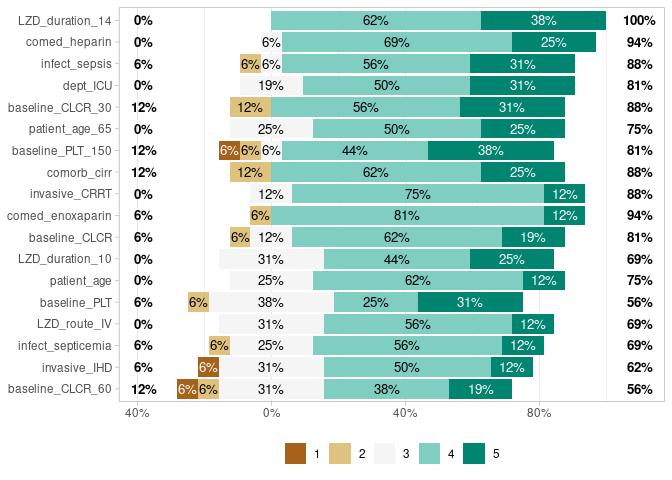 LZD_duration_14 0% 62% 38% 100%
comed_heparin 0% 6% 69% 25% 94%
infect_sepsis 6% 6% 6% 56% 31% 88%
dept_ICU 0% 19% 50% 31% 81%
baseline_CLCR_30 12% 12% 56% 31% 88%
patient_age_65 0% 25% 50% 25% 75%
baseline_PLT_150 12% 6% 6% 6% 44% 38% 81%
comorb_cirr 12% 12% 62% 25% 88%
invasive_CRRT 0% 12% 75% 12% 88%
comed_enoxaparin 6% 6% 81% 12% 94%
baseline_CLCR 6% 6% 12% 62% 19% 81%
LZD_duration_10 0% 31% 44% 25% 69%
patient_age 0% 25% 62% 12% 75%
baseline_PLT 6% 6% 38% 25% 31% 56%
LZD_route_IV 0% 31% 56% 12% 69%
infect_septicemia 6% 6% 25% 56% 12% 69%
invasive_IHD 6% 6% 31% 50% 12% 62%
baseline_CLCR_60 12% 6% 6% 31% 38% 19% 56%
40% 0% 40% 80%
1 2 3 4 5